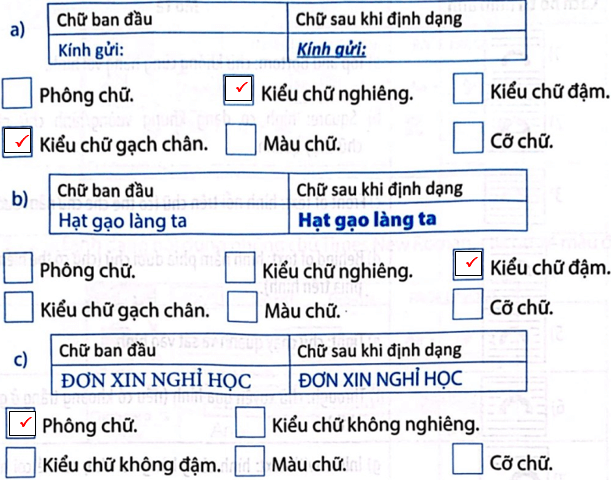 a)
Chữ ban đầu Chữ sau khi định dạng
Kính gửi: Kính gửi:
Phông chữ. Kiểu chữ nghiêng. Kiểu chữ đậm.
Kiểu chữ gạch chân. Màu chữ. Cỡ chữ.
b)
Chữ ban đầu Chữ sau khi định dạng
Hạt gạo làng ta Hạt gạo làng ta
Phông chữ. Kiểu chữ nghiêng. Kiểu chữ đậm.
Kiểu chữ gạch chân. Màu chữ. Cỡ chữ.
c)
Chữ ban đầu Chữ sau khi định dạng
ĐƠN XIN NGHỈ HỌC ĐƠN XIN NGHỈ HỌC
Phông chữ. Kiểu chữ không nghiêng.
Kiểu chữ không đậm. Màu chữ. Cỡ chữ.